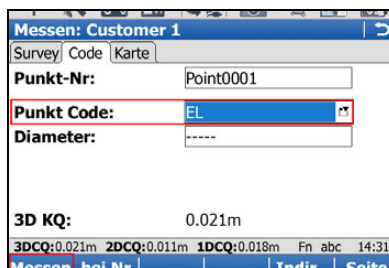 Messen: Customer 1
Survey Code Karte
Punkt-Nr: Point0001
Punkt Code: EL
Diameter: -----
3D KQ: 0.021m
3DCQ:0.021m 2DCQ:0.011m 1DCQ:0.018m Fn abc 14:31
Messen bei Nr Indir Seite